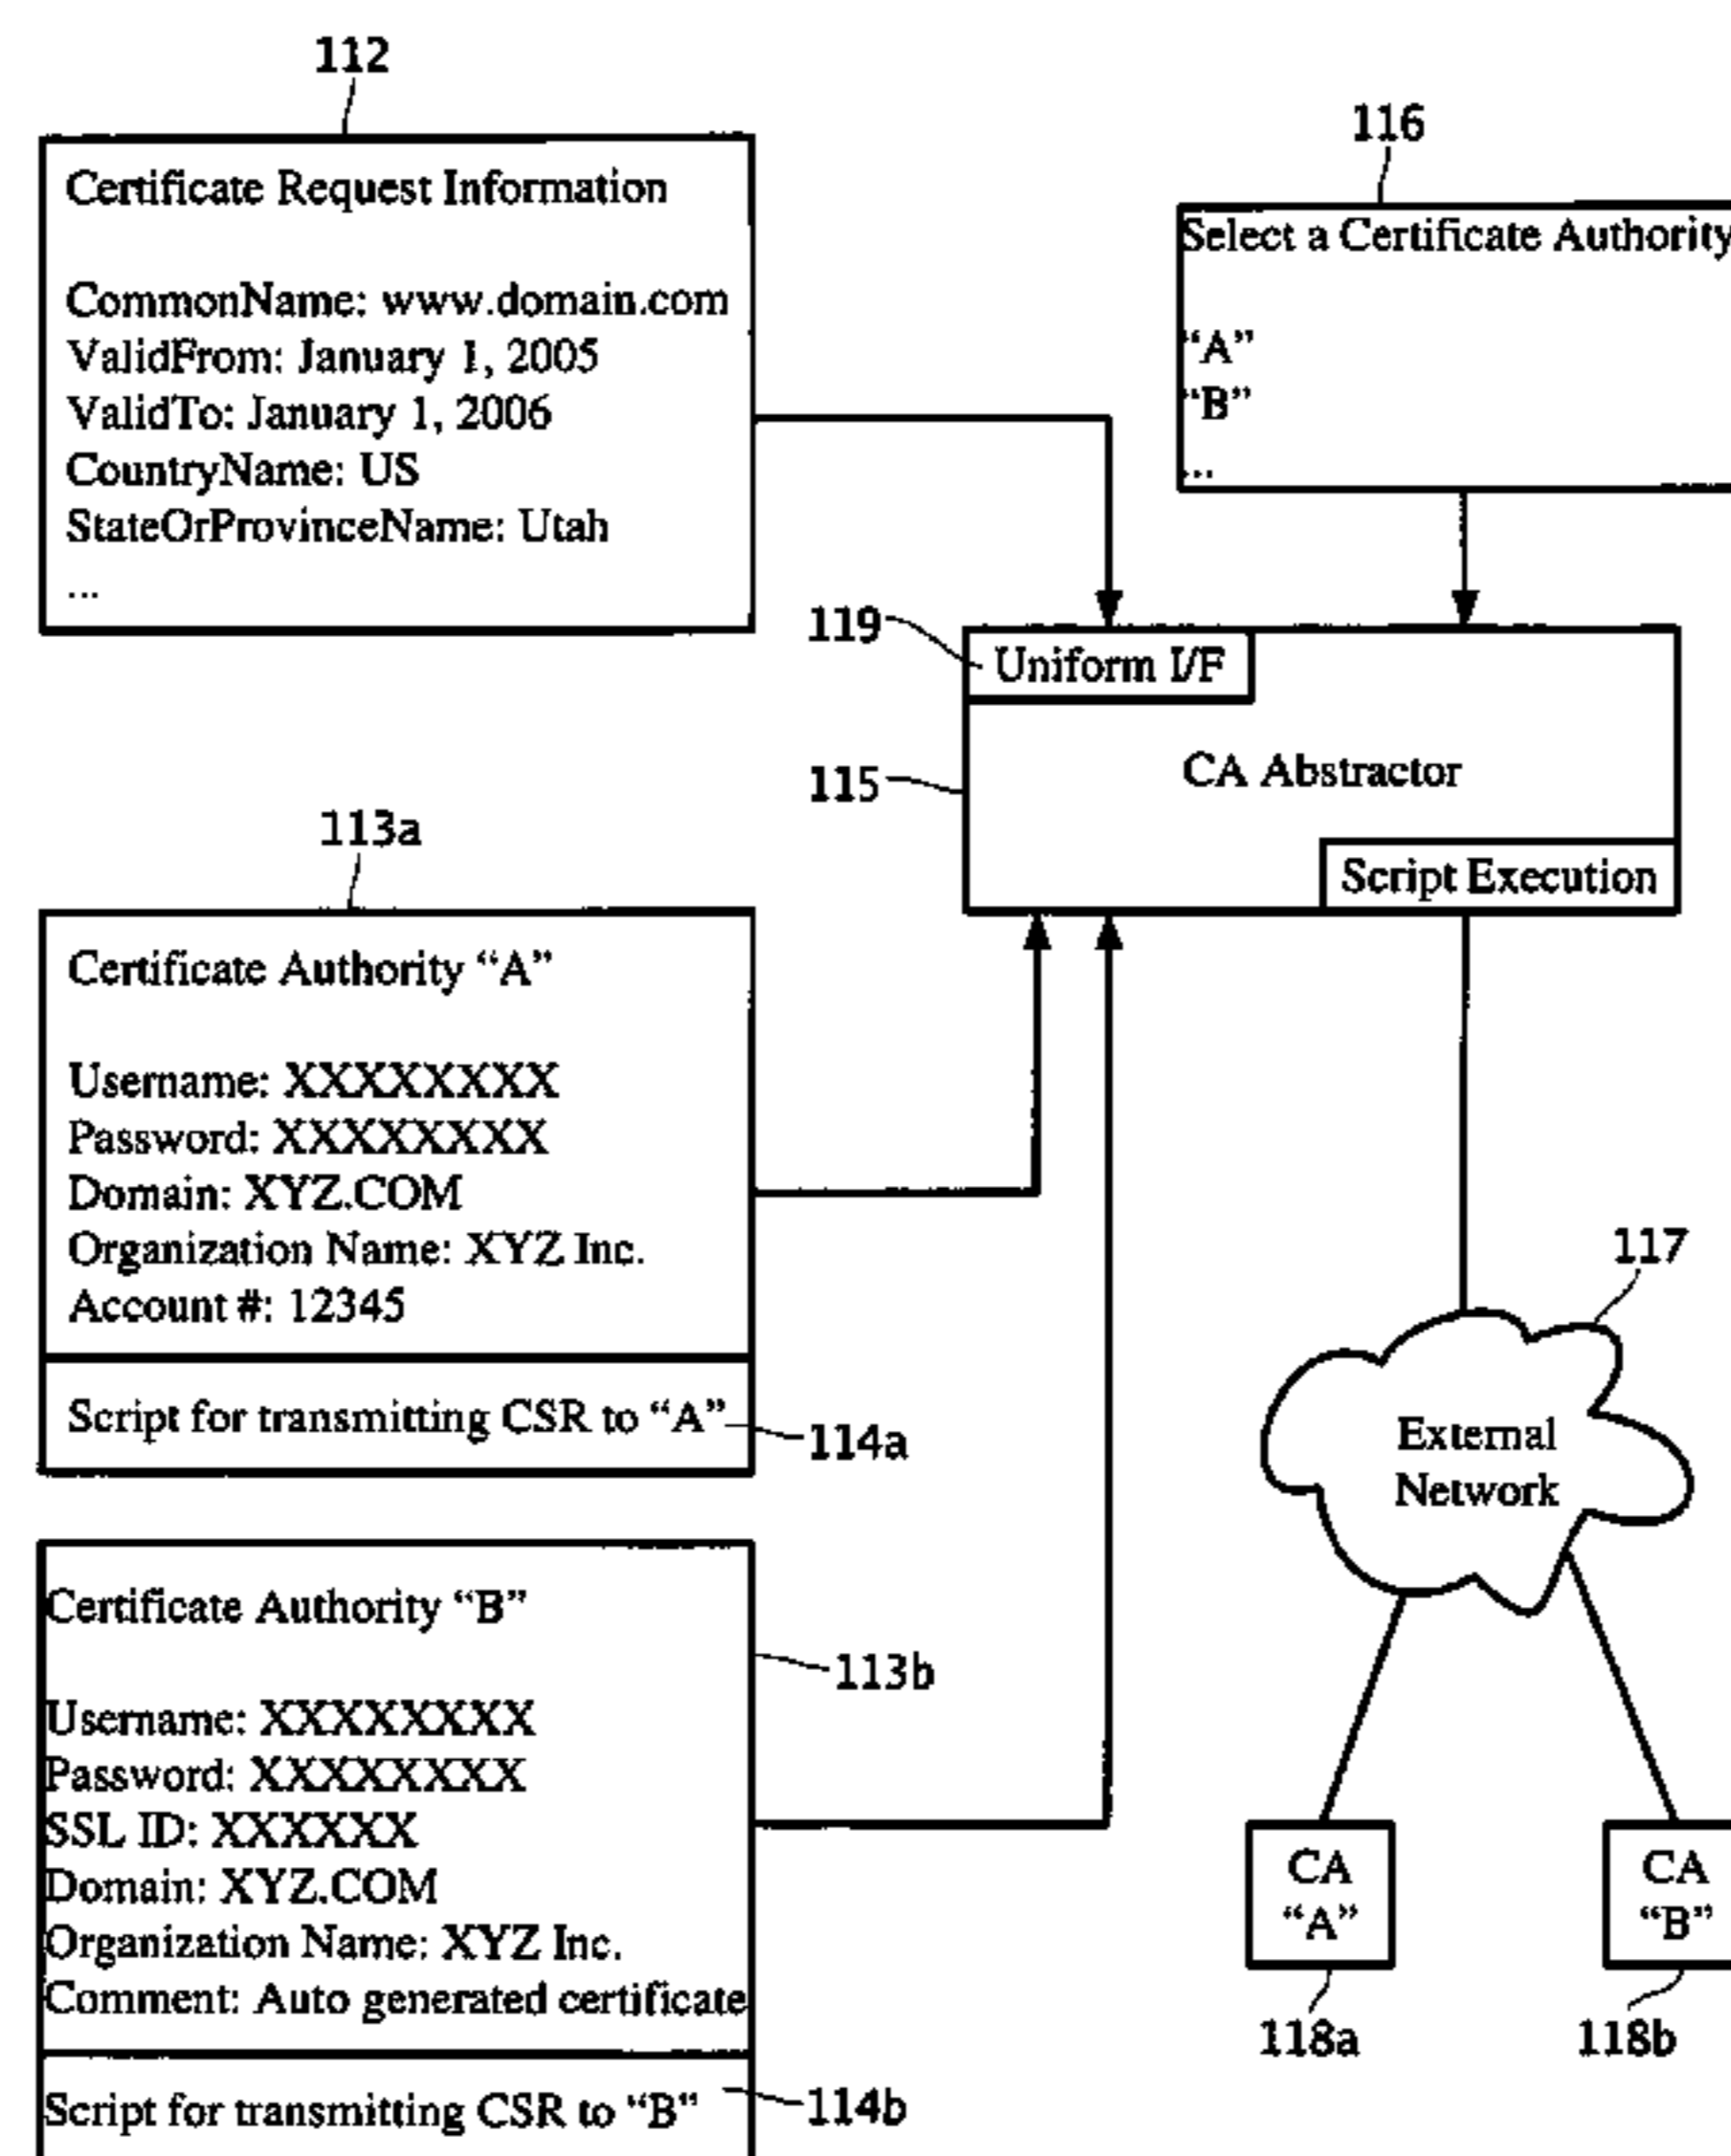 112
Certificate Request Information
CommonName: www.domain.com
ValidFrom: January 1, 2005
ValidTo: January 1, 2006
CountryName: US
StateOrProvinceName: Utah
...
116
Select a Certificate Authority
“A”
“B”
...
119
Uniform I/F
115
CA Abstractor
Script Execution
113a
Certificate Authority “A”
Username: XXXXXXXX
Password: XXXXXXXX
Domain: XYZ.COM
Organization Name: XYZ Inc.
Account #: 12345
Script for transmitting CSR to “A”
114a
117
External
Network
Certificate Authority “B”
113b
Username: XXXXXXXX
Password: XXXXXXXX
SSL ID: XXXXXX
Domain: XYZ.COM
Organization Name: XYZ Inc.
Comment: Auto generated certificate
Script for transmitting CSR to “B”
114b
CA
“A”
118a
CA
“B”
118b